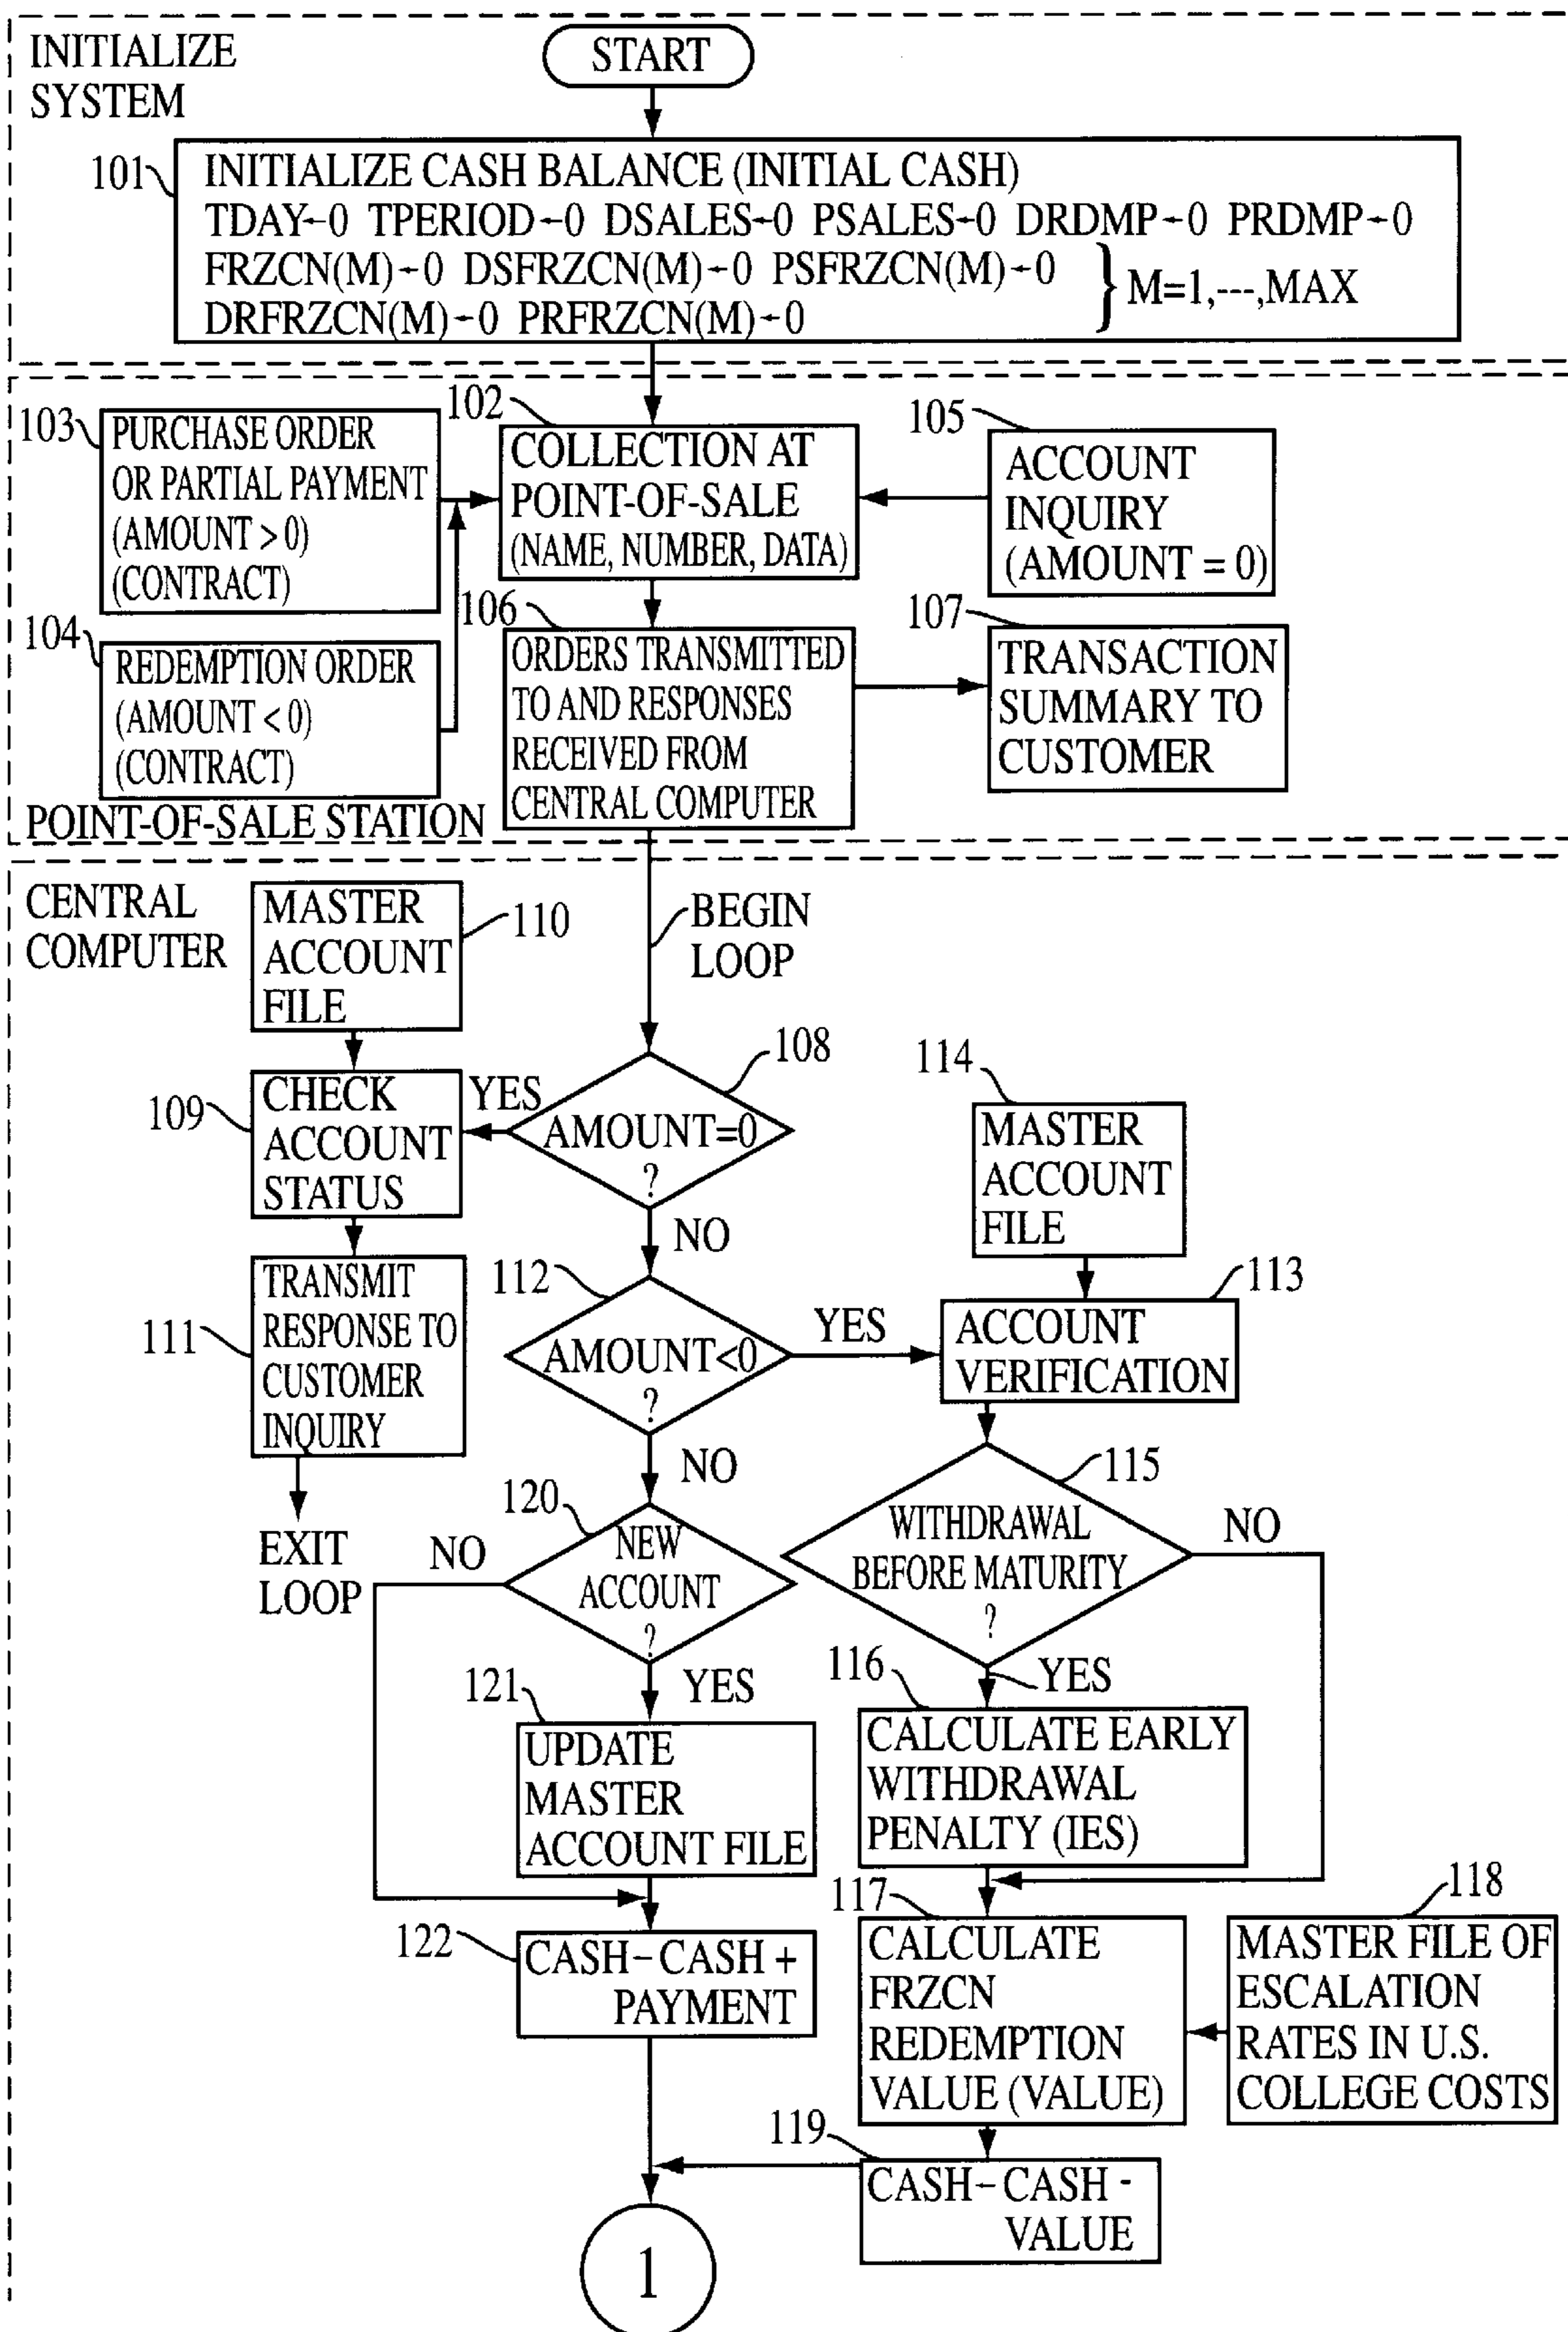 INITIALIZE
SYSTEM
START
101
INITIALIZE CASH BALANCE (INITIAL CASH)
TDAY←0 TPERIOD←0 DSALES←0 PSALES←0 DRDMP←0 PRDMP←0
FRZCN(M)←0 DSFRZCN(M)←0 PSFRZCN(M)←0
DRFRZCN(M)←0 PRFRZCN(M)←0
} M=1,---,MAX
103
PURCHASE ORDER
OR PARTIAL PAYMENT
(AMOUNT > 0)
(CONTRACT)
102
COLLECTION AT
POINT-OF-SALE
(NAME, NUMBER, DATA)
105
ACCOUNT
INQUIRY
(AMOUNT = 0)
104
REDEMPTION ORDER
(AMOUNT < 0)
(CONTRACT)
106
ORDERS TRANSMITTED
TO AND RESPONSES
RECEIVED FROM
CENTRAL COMPUTER
107
TRANSACTION
SUMMARY TO
CUSTOMER
POINT-OF-SALE STATION
CENTRAL
COMPUTER
MASTER
ACCOUNT
FILE
110
BEGIN
LOOP
109
CHECK
ACCOUNT
STATUS
YES
108
AMOUNT=0
?
NO
114
MASTER
ACCOUNT
FILE
111
TRANSMIT
RESPONSE TO
CUSTOMER
INQUIRY
EXIT
LOOP
112
AMOUNT<0
?
YES
NO
113
ACCOUNT
VERIFICATION
120
NEW
ACCOUNT
?
NO
YES
115
WITHDRAWAL
BEFORE MATURITY
?
NO
YES
121
UPDATE
MASTER
ACCOUNT FILE
116
CALCULATE EARLY
WITHDRAWAL
PENALTY (IES)
122
CASH←CASH +
PAYMENT
117
CALCULATE
FRZCN
REDEMPTION
VALUE (VALUE)
118
MASTER FILE OF
ESCALATION
RATES IN U.S.
COLLEGE COSTS
119
CASH←CASH -
VALUE
1